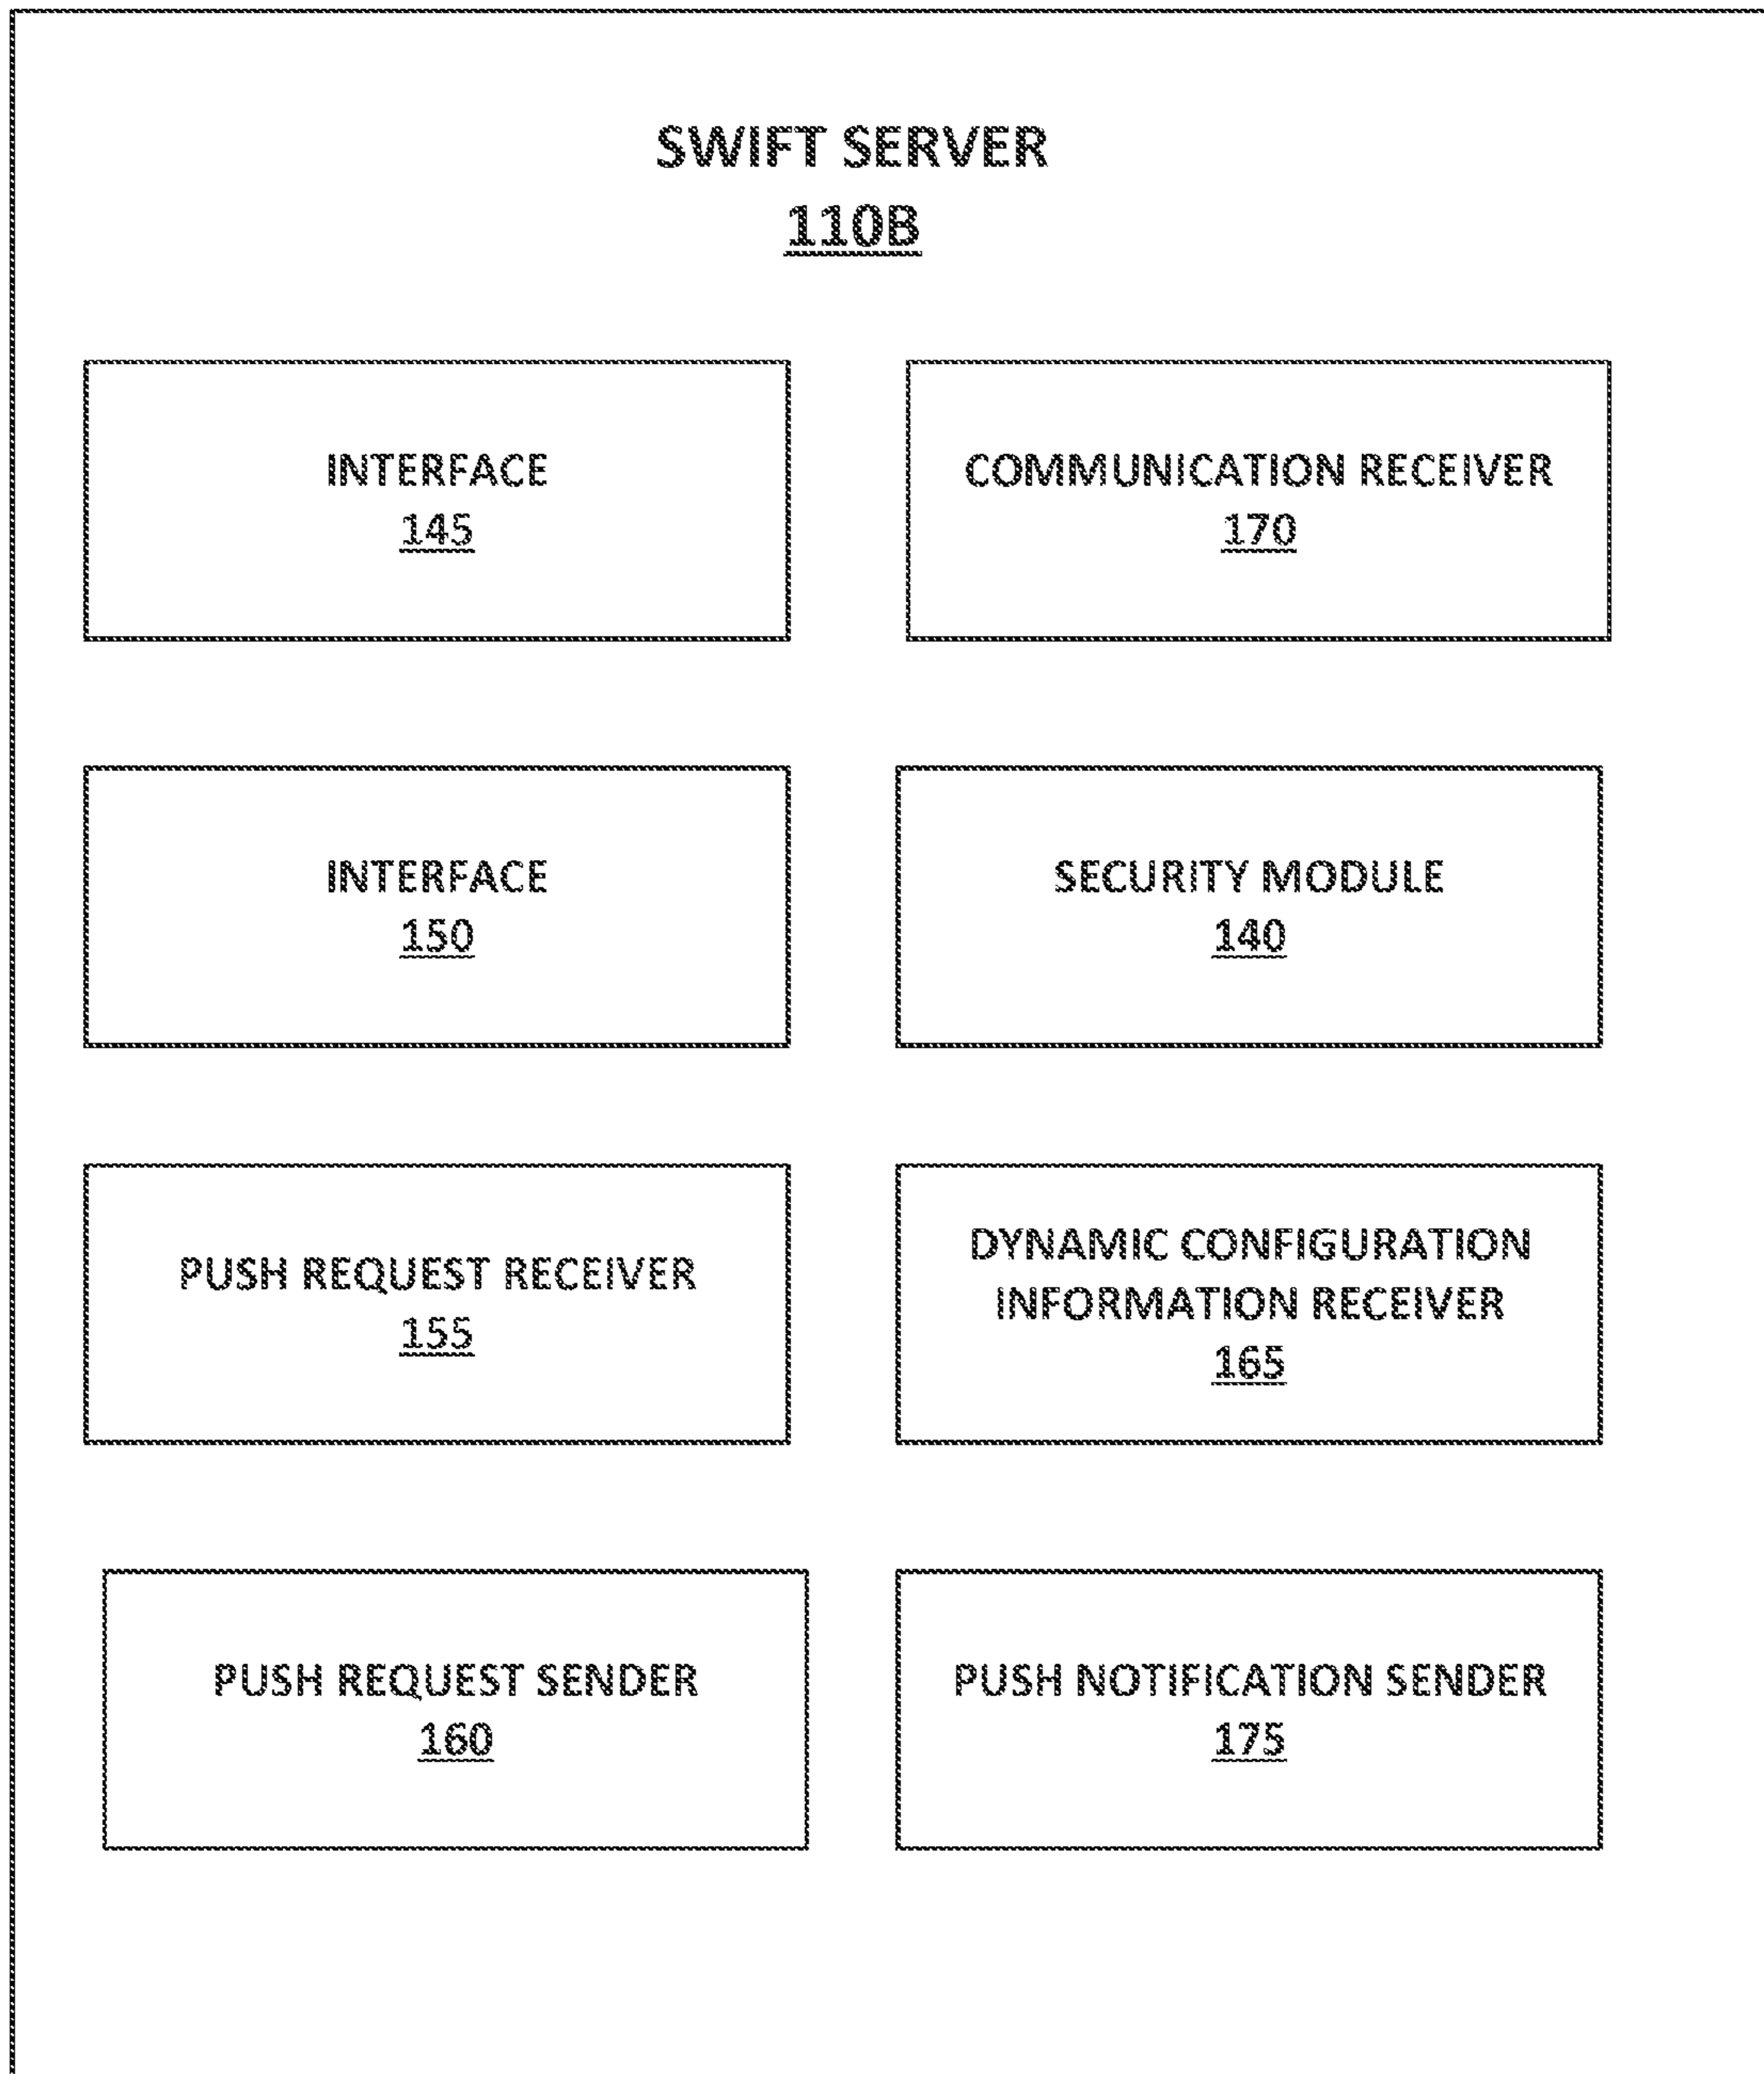 SWIFT SERVER
110B
INTERFACE
145
COMMUNICATION RECEIVER
170
INTERFACE
150
SECURITY MODULE
140
PUSH REQUEST RECEIVER
155
DYNAMIC CONFIGURATION
INFORMATION RECEIVER
165
PUSH REQUEST SENDER
160
PUSH NOTIFICATION SENDER
175